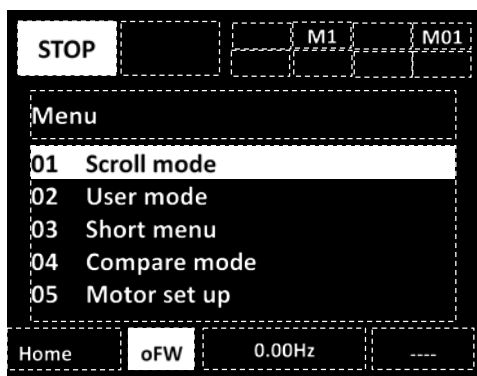 STOP M1 M01
Menu
01 Scroll mode
02 User mode
03 Short menu
04 Compare mode
05 Motor set up
Home oFW 0.00Hz ----